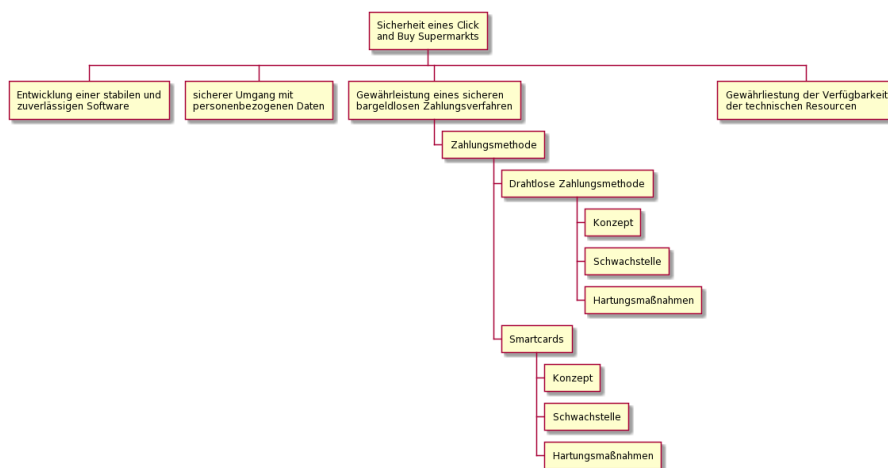 Sicherheit eines Click
and Buy Supermarkts
Entwicklung einer stabilen und
zuverlässigen Software
sicherer Umgang mit
personenbezogenen Daten
Gewährleistung eines sicheren
bargeldlosen Zahlungsverfahren
Gewährliestung der Verfügbarkeit
der technischen Resourcen
Zahlungsmethode
Drahtlose Zahlungsmethode
Konzept
Schwachstelle
Hartungsmaßnahmen
Smartcards
Konzept
Schwachstelle
Hartungsmaßnahmen